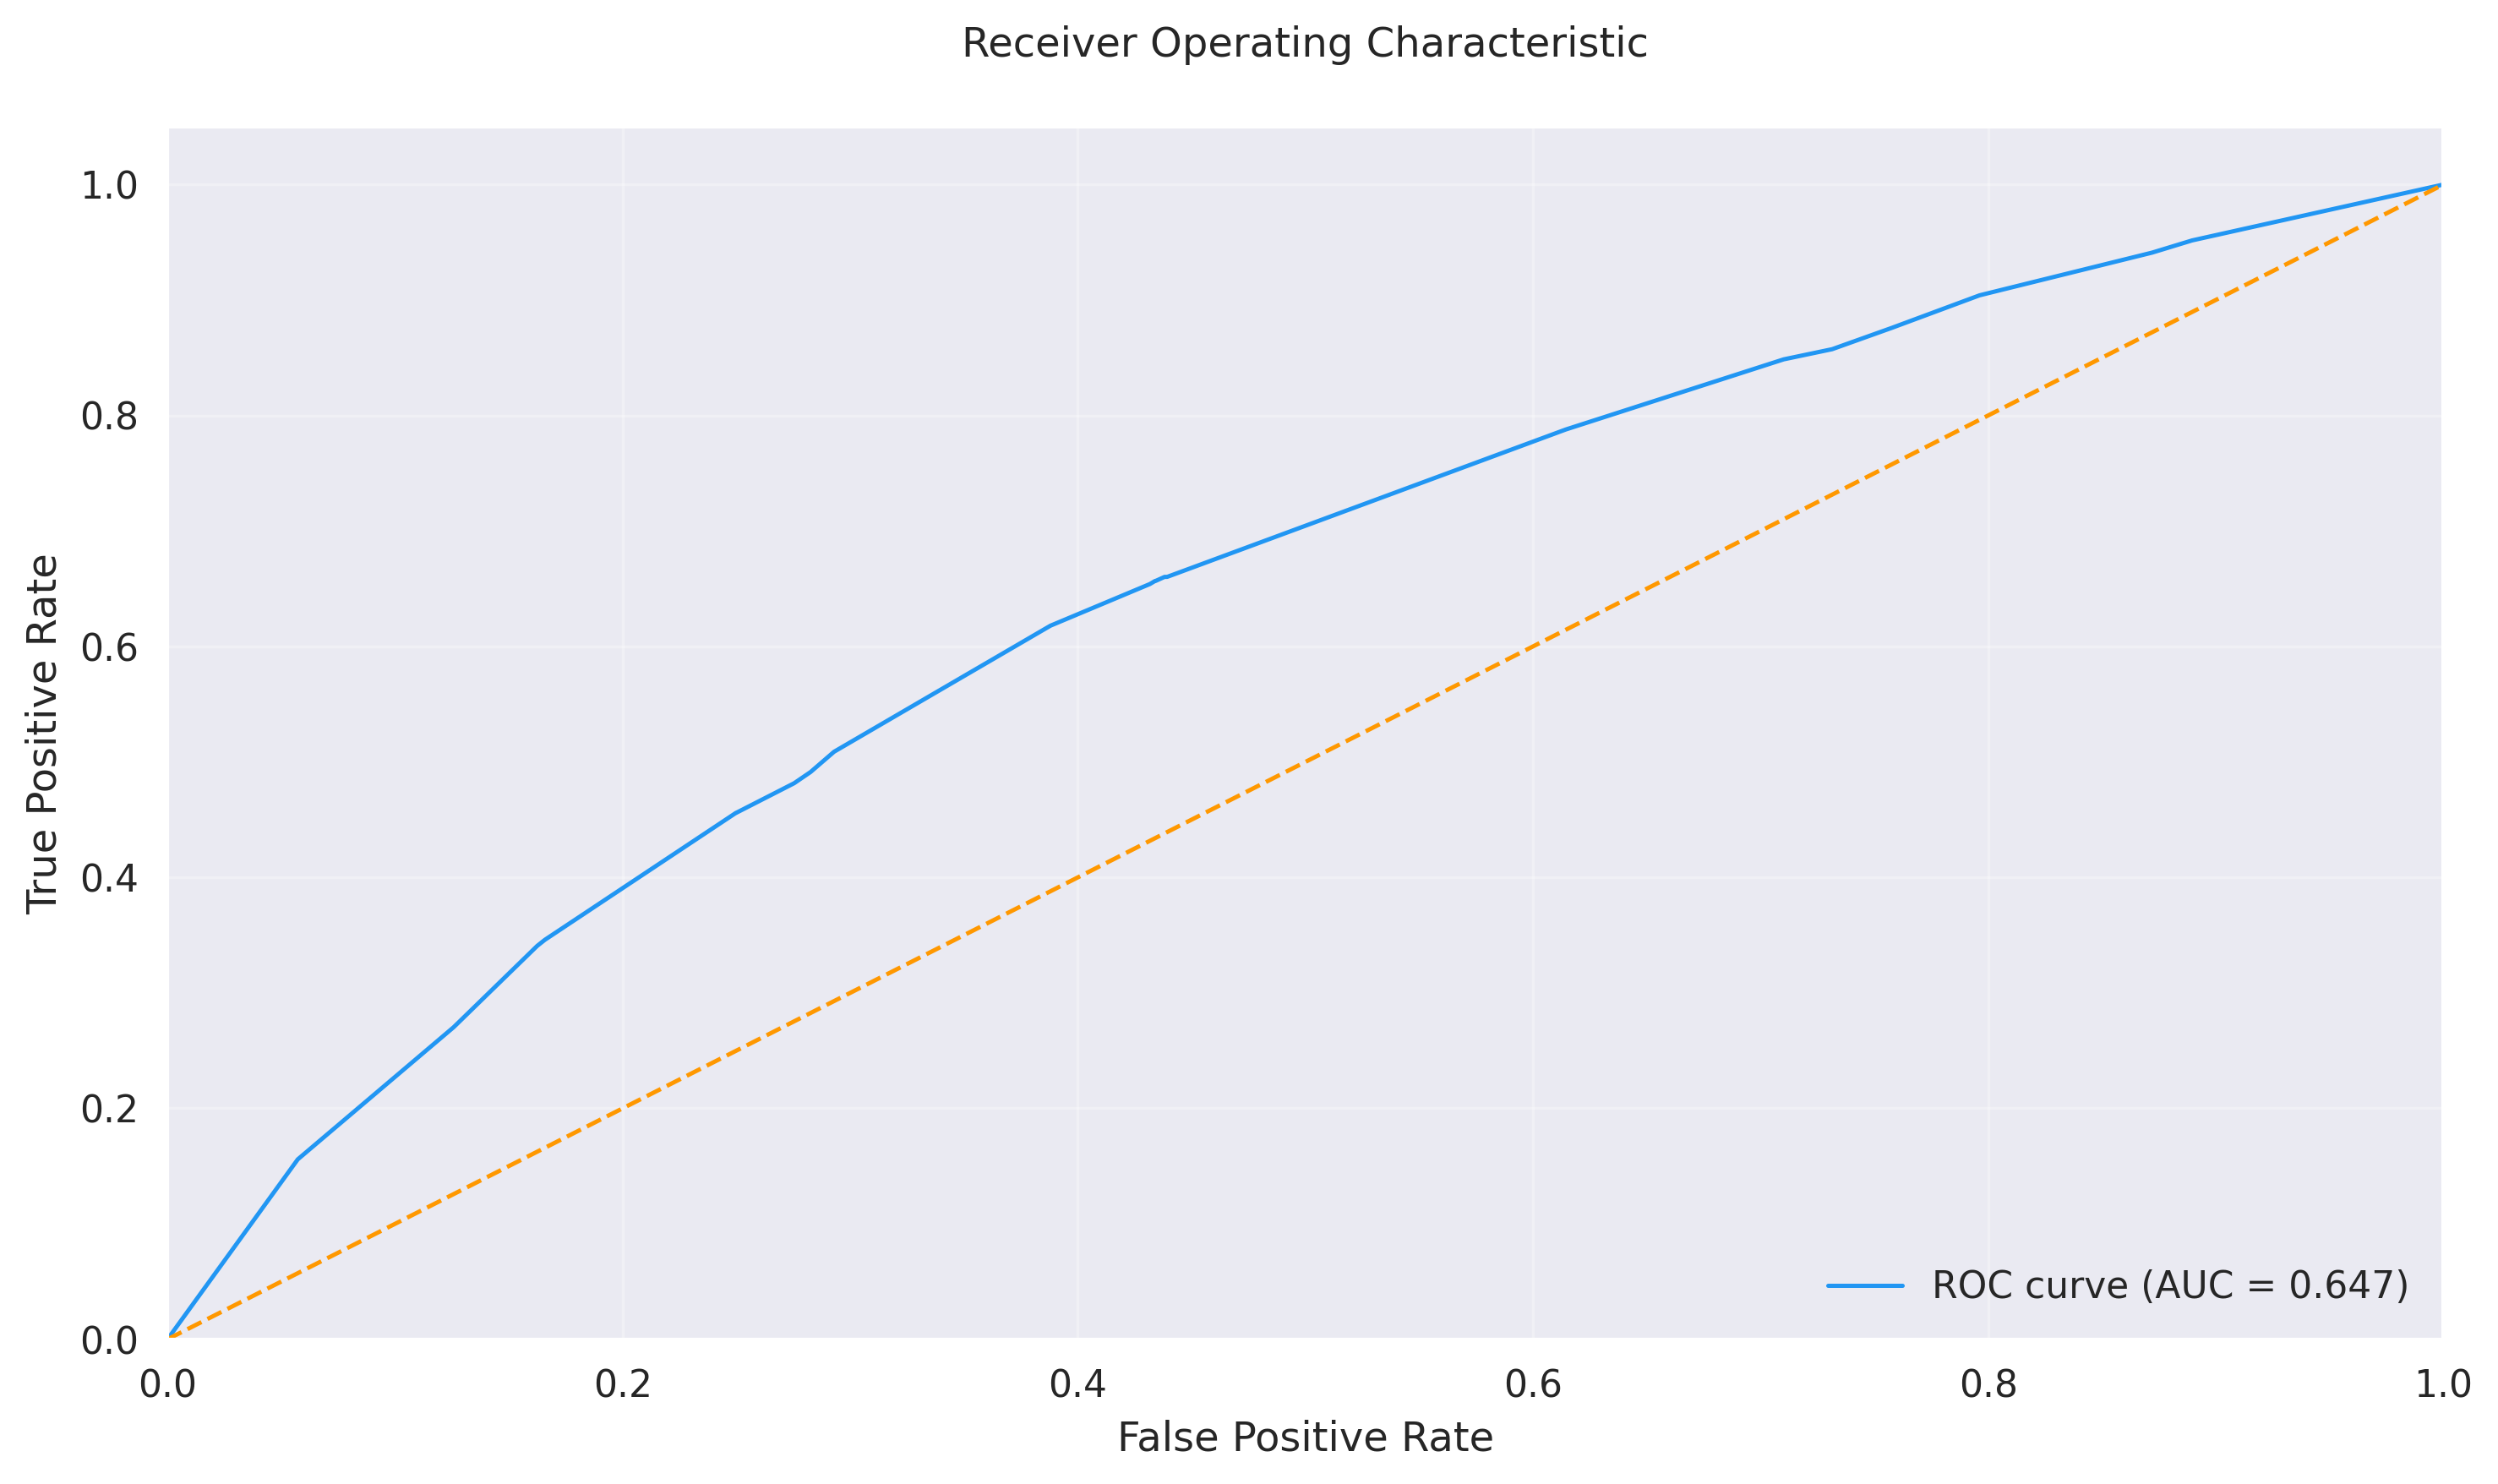 Receiver Operating Characteristic
1.0
0.8
0.6
0.4
0.2
0.0
True Positive Rate
ROC curve (AUC = 0.647)
0.0 0.2 0.4 0.6 0.8 1.0
False Positive Rate